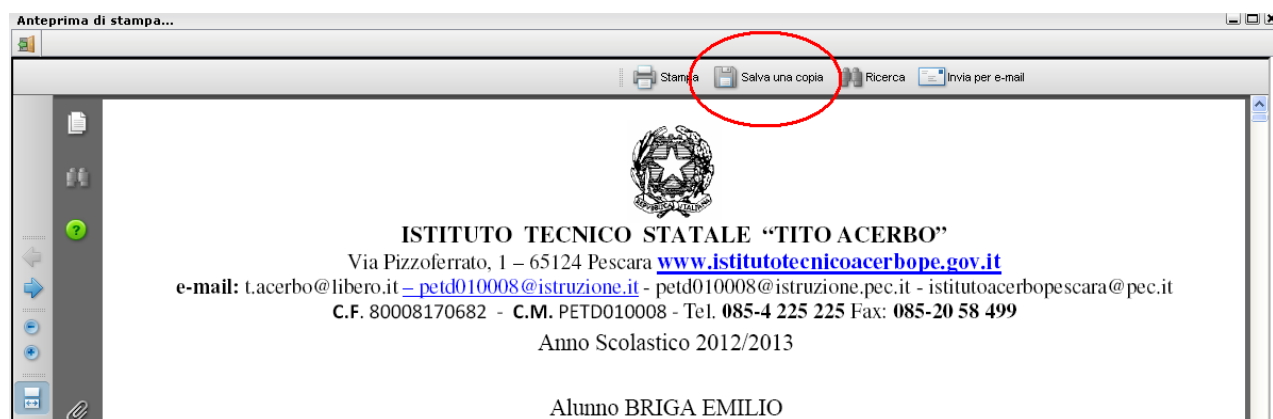 Anteprima di stampa...
Stampa Salva una copia Ricerca Invia per e-mail
REPVBBLICA ITALIANA
ISTITUTO TECNICO STATALE “TITO ACERBO”
Via Pizzoferrato, 1 – 65124 Pescara www.istitutotecnicoacerbope.gov.it
e-mail: t.acerbo@libero.it – petd010008@istruzione.it - petd010008@istruzione.pec.it - istitutoacerbopescara@pec.it
C.F. 80008170682 - C.M. PETD010008 - Tel. 085-4 225 225 Fax: 085-20 58 499
Anno Scolastico 2012/2013
Alunno BRIGA EMILIO